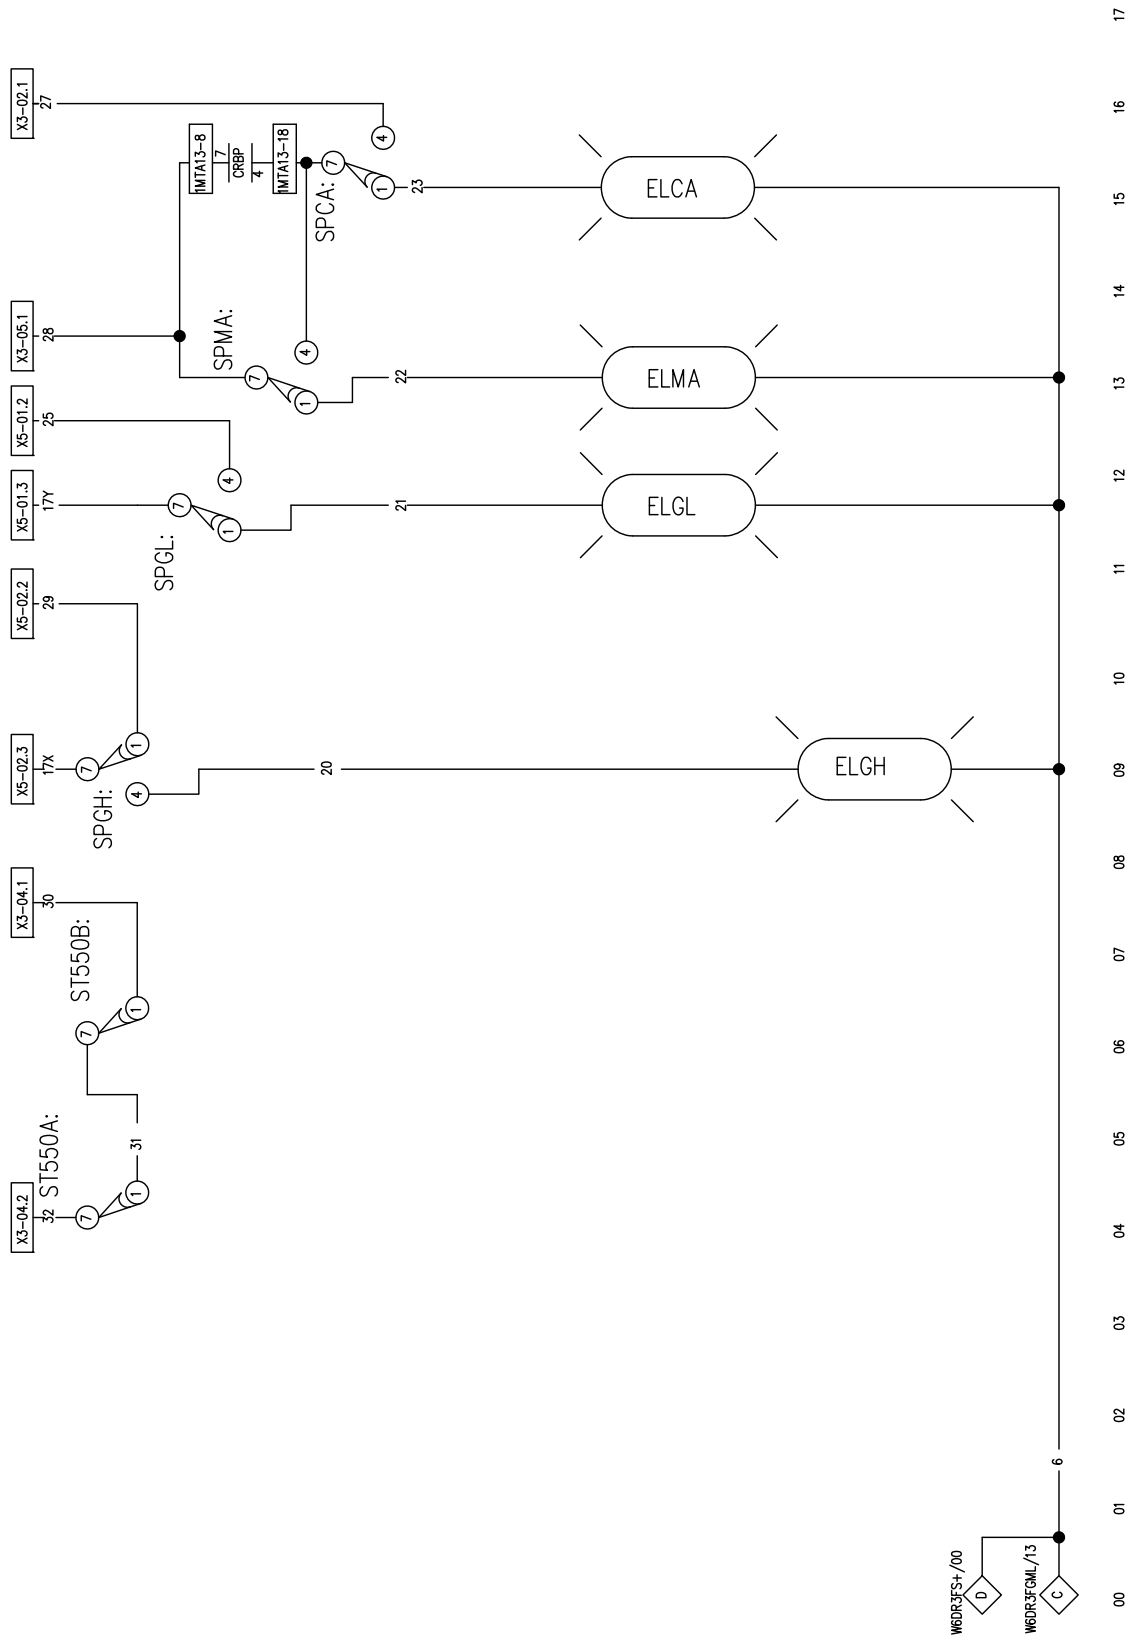 X3-04.2
32
ST550A:
7
1
31
ST550B:
7
1
X3-04.1
30
SPGH:
4
X5-02.3
17X
7
1
X5-02.2
29
20
ELGH
SPGL:
X5-01.3
17Y
7
1
4
X5-01.2
25
21
ELGL
X3-05.1
28
SPMA:
7
1
4
22
ELMA
1MTA13-8
7
CRBP
4
1MTA13-18
SPCA:
7
1
4
X3-02.1
27
23
ELCA
W6DR3FS+/00
D
W6DR3FGML/13
C
6
00
01
02
03
04
05
06
07
08
09
10
11
12
13
14
15
16
17